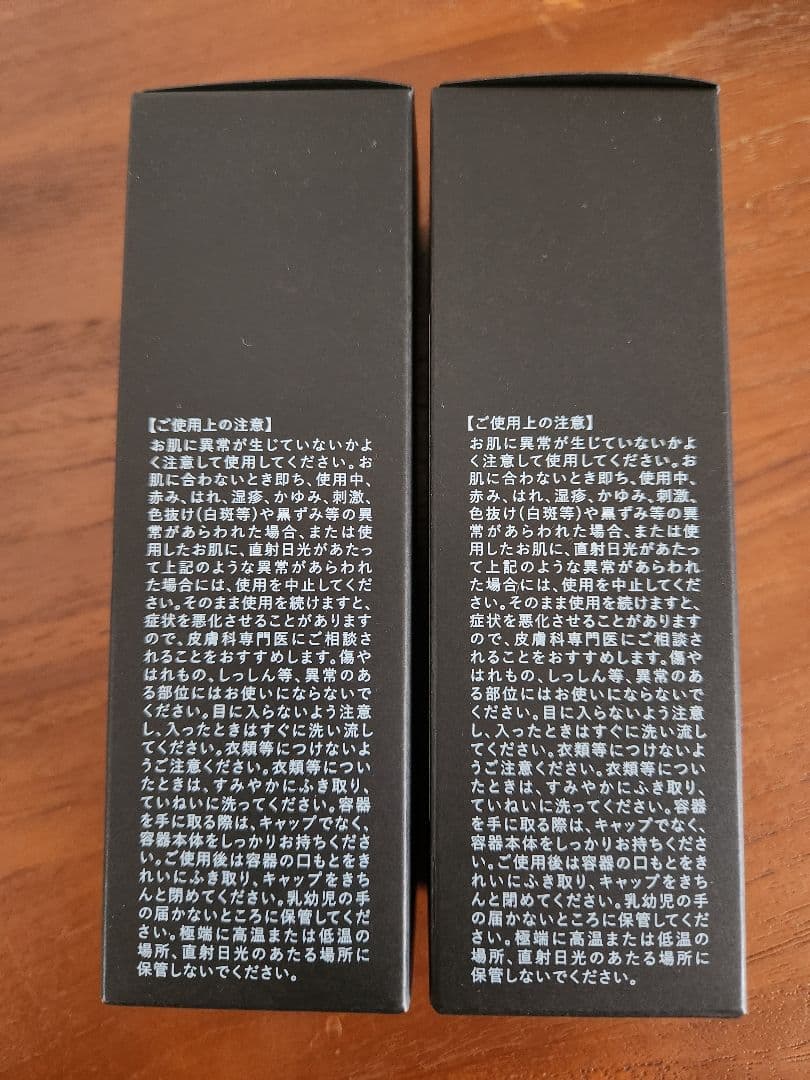 【ご使用上の注意】
お肌に異常が生じていないかよ
く注意して使用してください。お
肌に合わないとき即ち、使用中、
赤み、はれ、湿疹、かゆみ、刺激、
色抜け(白斑等)や黒ずみ等の異
常があらわれた場合、または使
用したお肌に、直射日光があたっ
て上記のような異常があらわれ
た場合には、使用を中止してくだ
さい。そのまま使用を続けますと、
症状を悪化させることがあります
ので、皮膚科専門医にご相談さ
れることをおすすめします。傷や
はれもの、しっしん等、異常のあ
る部位にはお使いにならないで
ください。目に入らないよう注意
し、入ったときはすぐに洗い流し
てください。衣類等につけないよ
うご注意ください。衣類等につい
たときは、すみやかにふき取り、
ていねいに洗ってください。容器
を手に取る際は、キャップでなく、
容器本体をしっかりお持ちくださ
い。ご使用後は容器の口もとをき
れいにふき取り、キャップをきち
んと閉めてください。乳幼児の手
の届かないところに保管してくだ
さい。極端に高温または低温の
場所、直射日光のあたる場所に
保管しないでください。
【ご使用上の注意】
お肌に異常が生じていないかよ
く注意して使用してください。お
肌に合わないとき即ち、使用中、
赤み、はれ、湿疹、かゆみ、刺激、
色抜け(白斑等)や黒ずみ等の異
常があらわれた場合、または使
用したお肌に、直射日光があたっ
て上記のような異常があらわれ
た場合には、使用を中止してくだ
さい。そのまま使用を続けますと、
症状を悪化させることがあります
ので、皮膚科専門医にご相談さ
れることをおすすめします。傷や
はれもの、しっしん等、異常のあ
る部位にはお使いにならないで
ください。目に入らないよう注意
し、入ったときはすぐに洗い流し
てください。衣類等につけないよ
うご注意ください。衣類等につい
たときは、すみやかにふき取り、
ていねいに洗ってください。容器
を手に取る際は、キャップでなく、
容器本体をしっかりお持ちくださ
い。ご使用後は容器の口もとをき
れいにふき取り、キャップをきち
んと閉めてください。乳幼児の手
の届かないところに保管してくだ
さい。極端に高温または低温の
場所、直射日光のあたる場所に
保管しないでください。